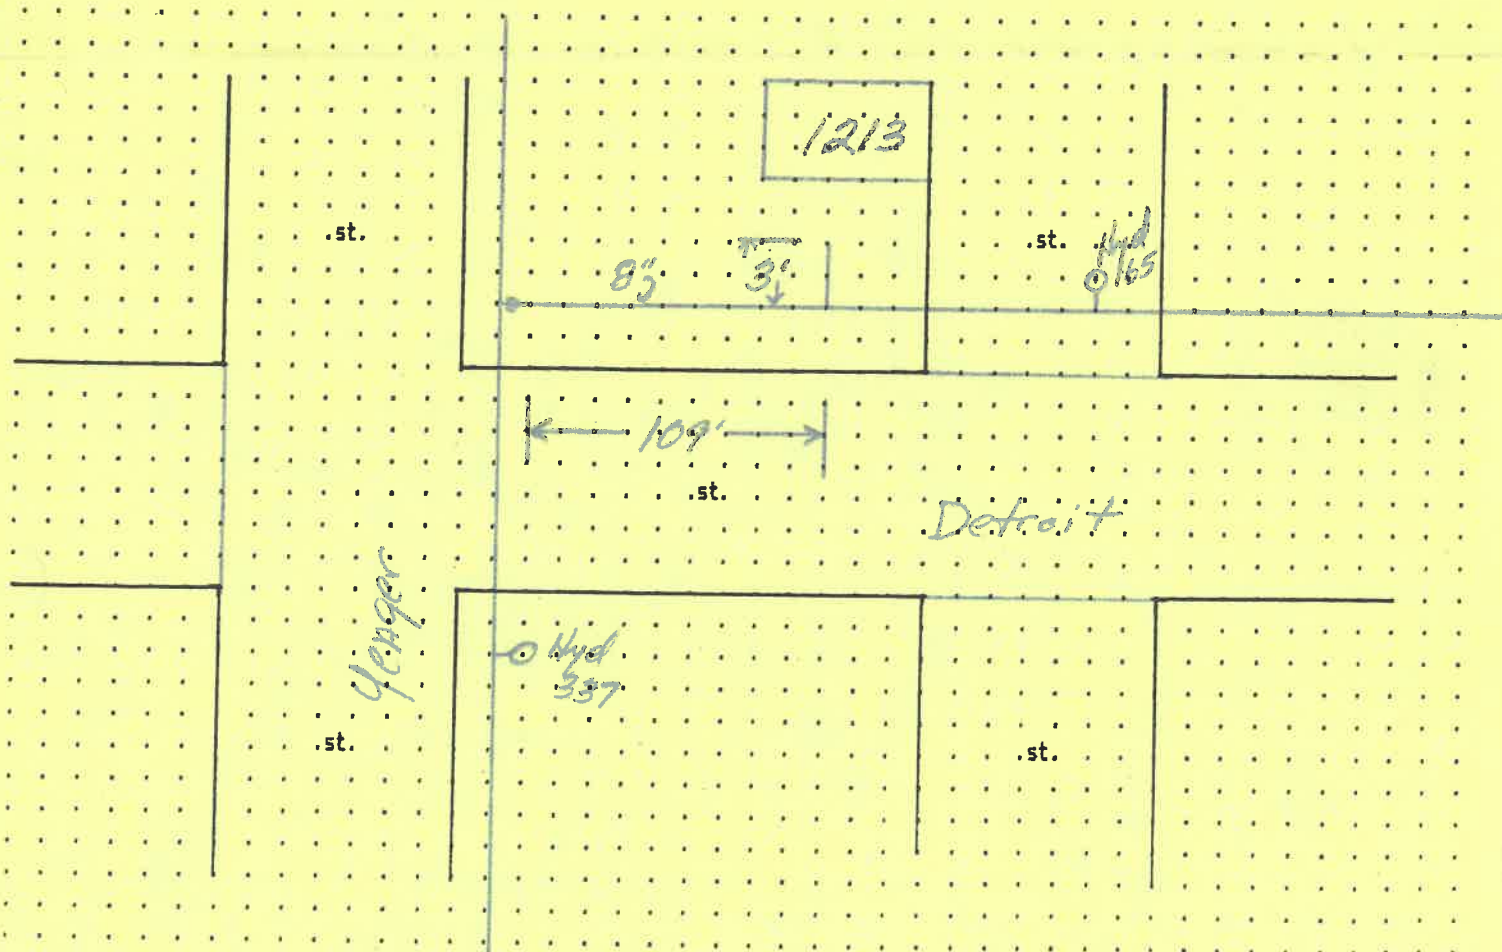 1213
.st.
.st.
Hyd
165
8"
3'
109'
.st.
Detroit
Yenger
Hyd
337
.st.
.st.